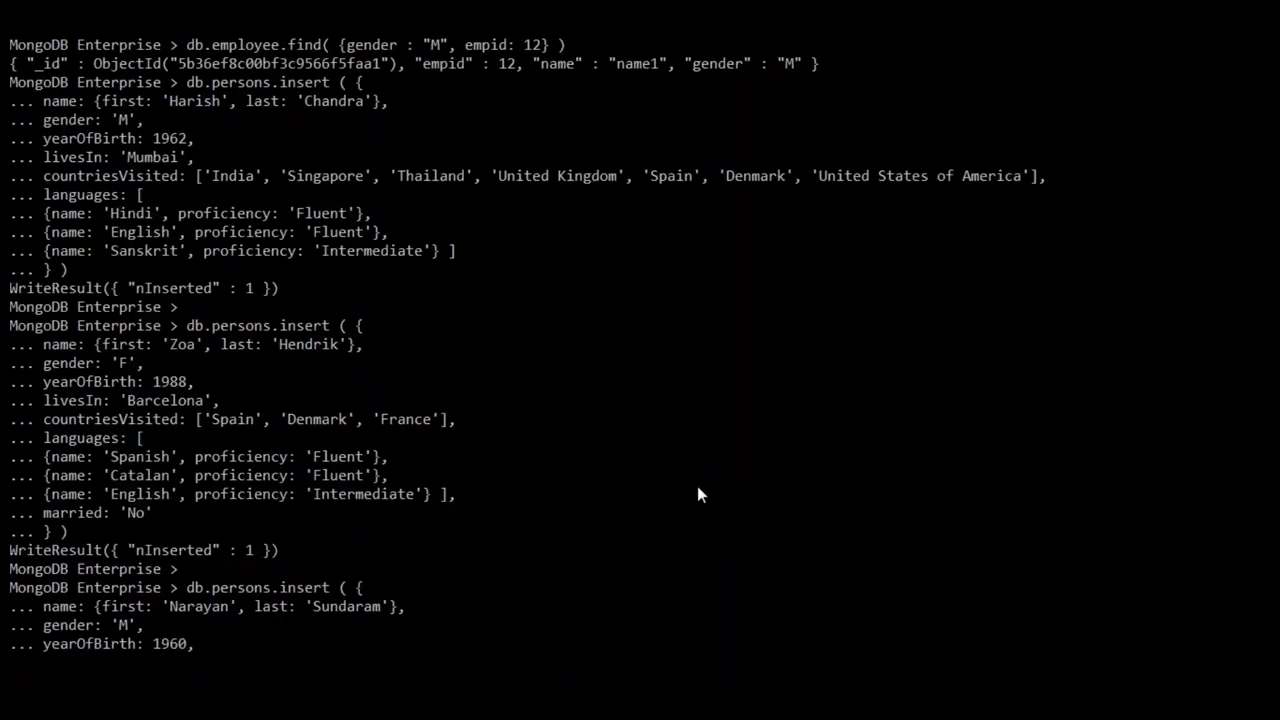 MongoDB Enterprise > db.employee.find( {gender : "M", empid: 12} )
{ "_id" : ObjectId("5b36ef8c00bf3c9566f5faa1"), "empid" : 12, "name" : "name1", "gender" : "M" }
MongoDB Enterprise > db.persons.insert ( {
... name: {first: 'Harish', last: 'Chandra'},
... gender: 'M',
... yearOfBirth: 1962,
... livesIn: 'Mumbai',
... countriesVisited: ['India', 'Singapore', 'Thailand', 'United Kingdom', 'Spain', 'Denmark', 'United States of America'],
... languages: [
... {name: 'Hindi', proficiency: 'Fluent'},
... {name: 'English', proficiency: 'Fluent'},
... {name: 'Sanskrit', proficiency: 'Intermediate'} ]
... } )
WriteResult({ "nInserted" : 1 })
MongoDB Enterprise >
MongoDB Enterprise > db.persons.insert ( {
... name: {first: 'Zoa', last: 'Hendrik'},
... gender: 'F',
... yearOfBirth: 1988,
... livesIn: 'Barcelona',
... countriesVisited: ['Spain', 'Denmark', 'France'],
... languages: [
... {name: 'Spanish', proficiency: 'Fluent'},
... {name: 'Catalan', proficiency: 'Fluent'},
... {name: 'English', proficiency: 'Intermediate'} ],
... married: 'No'
... } )
WriteResult({ "nInserted" : 1 })
MongoDB Enterprise >
MongoDB Enterprise > db.persons.insert ( {
... name: {first: 'Narayan', last: 'Sundaram'},
... gender: 'M',
... yearOfBirth: 1960,